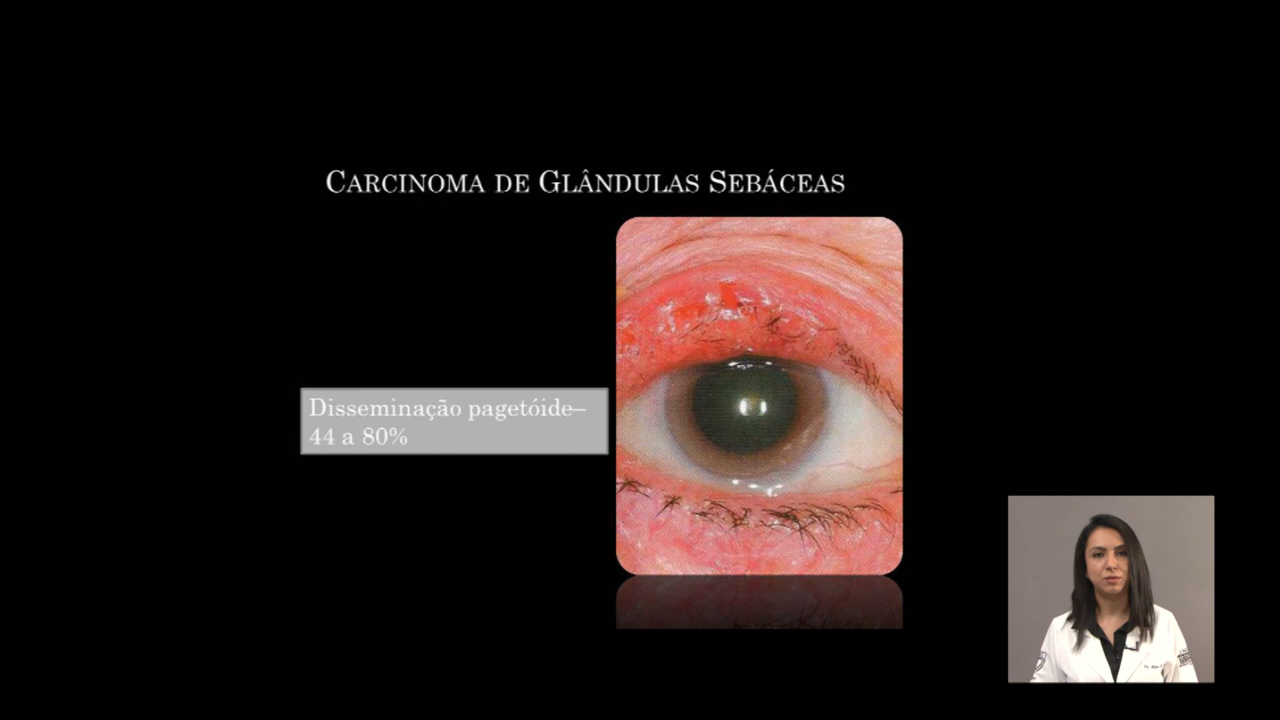 CARCINOMA DE GLÂNDULAS SEBÁCEAS
Disseminação pagetóide–
44 a 80%